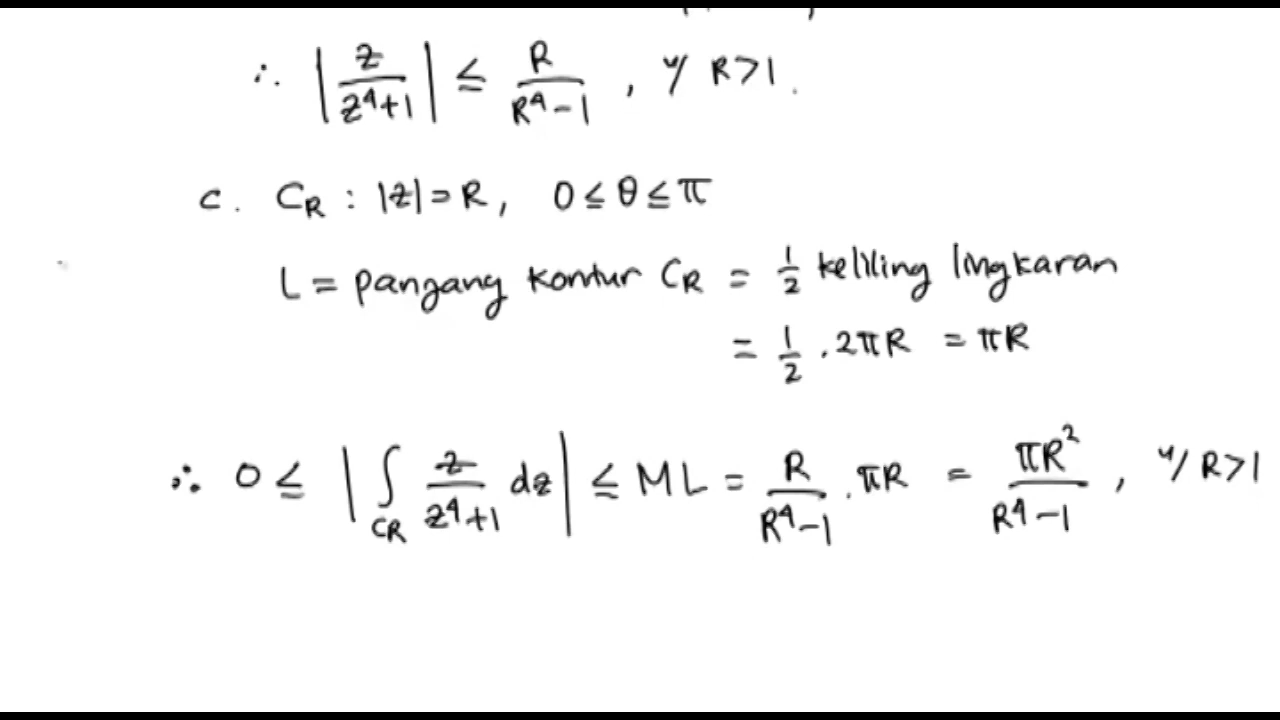 ∴ |z/(z⁴+1)| ≤ R/(R⁴-1) , u/ R>1.
c. C_R : |z|=R, 0≤θ≤π
L = pangang kontur C_R = 1/2 keliling lingkaran
= 1/2 . 2πR = πR
∴ 0 ≤ |∫_CR z/(z⁴+1) dz| ≤ ML = R/(R⁴-1) . πR = πR²/(R⁴-1) , u/ R>1